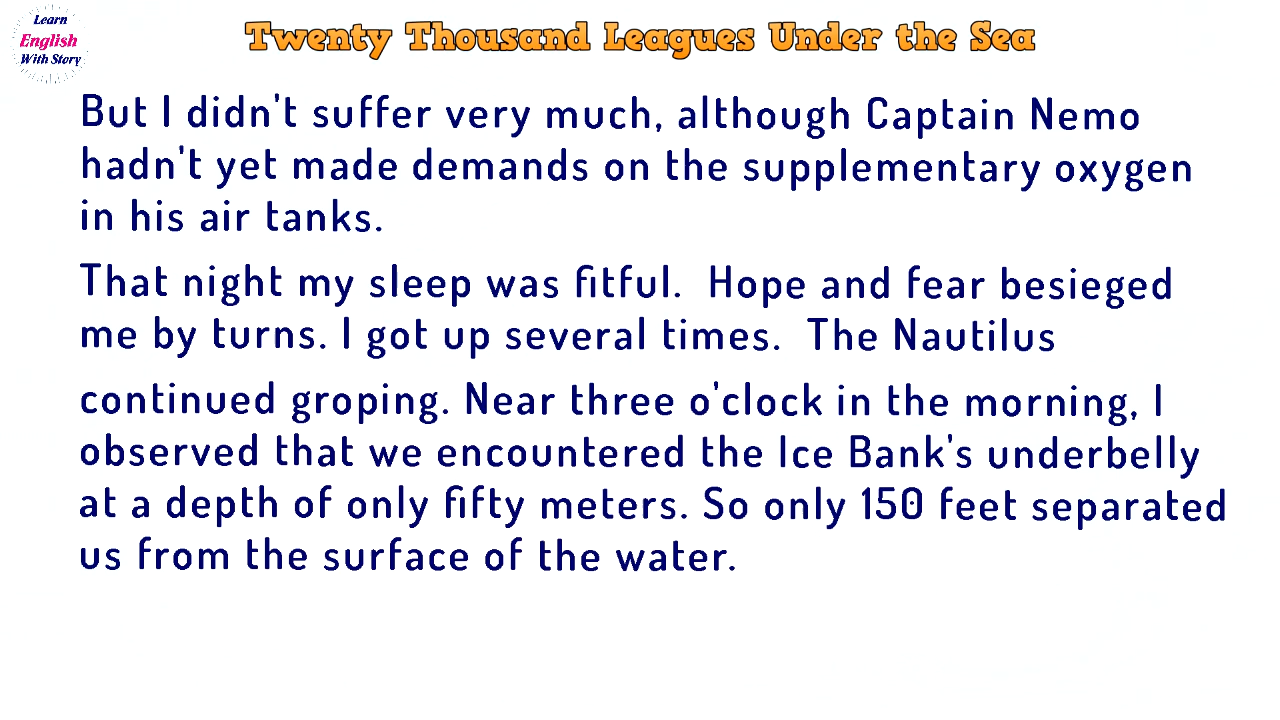 Learn
English
With Story
Twenty Thousand Leagues Under the Sea
But I didn't suffer very much, although Captain Nemo
hadn't yet made demands on the supplementary oxygen
in his air tanks.
That night my sleep was fitful. Hope and fear besieged
me by turns. I got up several times. The Nautilus
continued groping. Near three o'clock in the morning, I
observed that we encountered the Ice Bank's underbelly
at a depth of only fifty meters. So only 150 feet separated
us from the surface of the water.